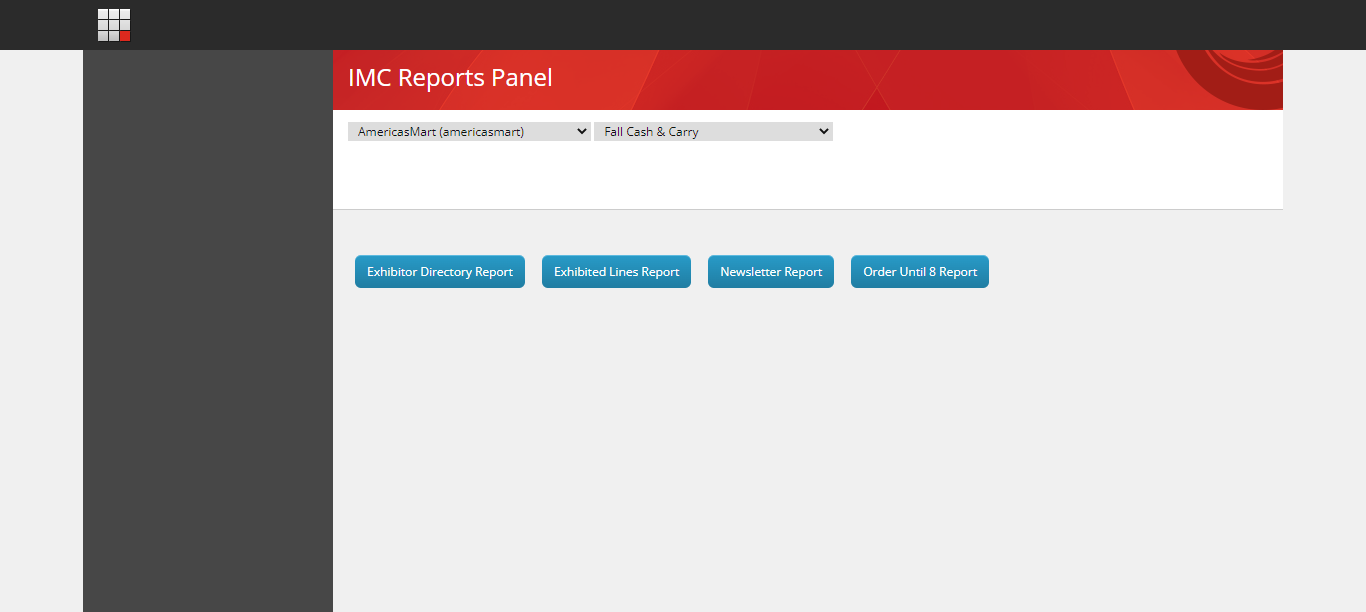 IMC Reports Panel
AmericasMart (americasmart) Fall Cash & Carry
Exhibitor Directory Report Exhibited Lines Report Newsletter Report Order Until 8 Report